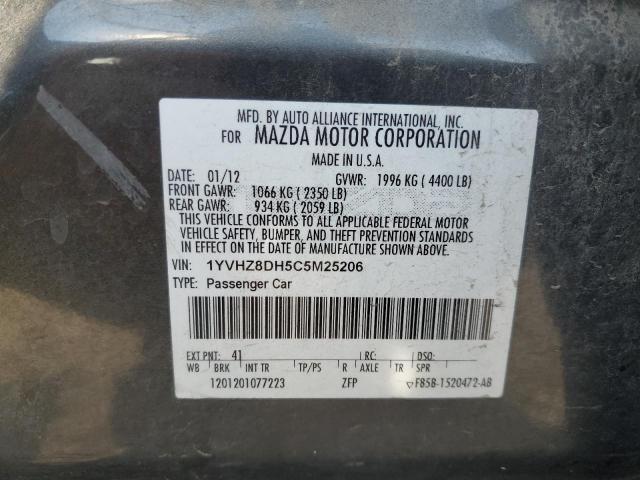 MFD. BY AUTO ALLIANCE INTERNATIONAL, INC.
FOR MAZDA MOTOR CORPORATION
MADE IN U.S.A.
DATE: 01/12 GVWR: 1996 KG ( 4400 LB)
FRONT GAWR: 1066 KG ( 2350 LB)
REAR GAWR: 934 KG ( 2059 LB)
THIS VEHICLE CONFORMS TO ALL APPLICABLE FEDERAL MOTOR
VEHICLE SAFETY, BUMPER, AND THEFT PREVENTION STANDARDS
IN EFFECT ON THE DATE OF MANUFACTURE SHOWN ABOVE.
VIN: 1YVHZ8DH5C5M25206
TYPE: Passenger Car
EXT PNT: 41 RC: DSO:
WB BRK INT TR TP/PS R AXLE TR SPR
1201201077223 ZFP F85B-1520472-AB